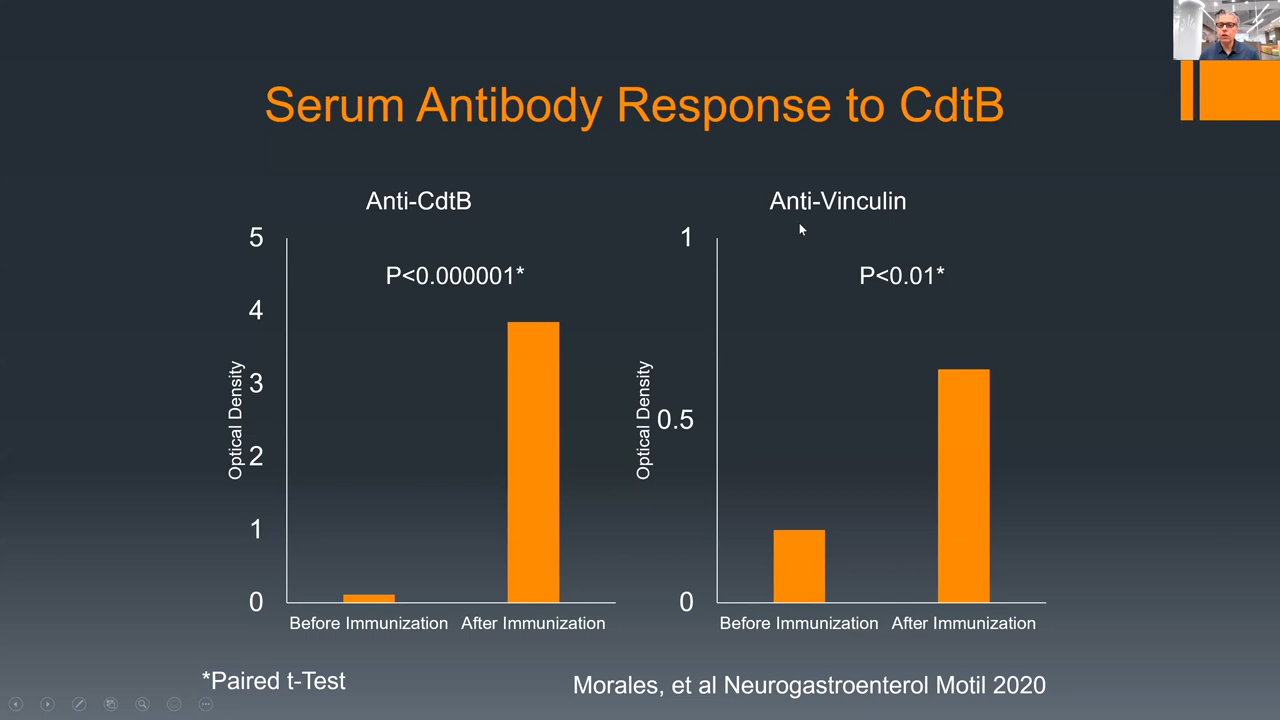 Serum Antibody Response to CdtB
Anti-CdtB
5
P<0.000001*
4
3
2
1
0
Optical Density
Before Immunization
After Immunization
Anti-Vinculin
1
P<0.01*
0.5
0
Optical Density
Before Immunization
After Immunization
*Paired t-Test
Morales, et al Neurogastroenterol Motil 2020